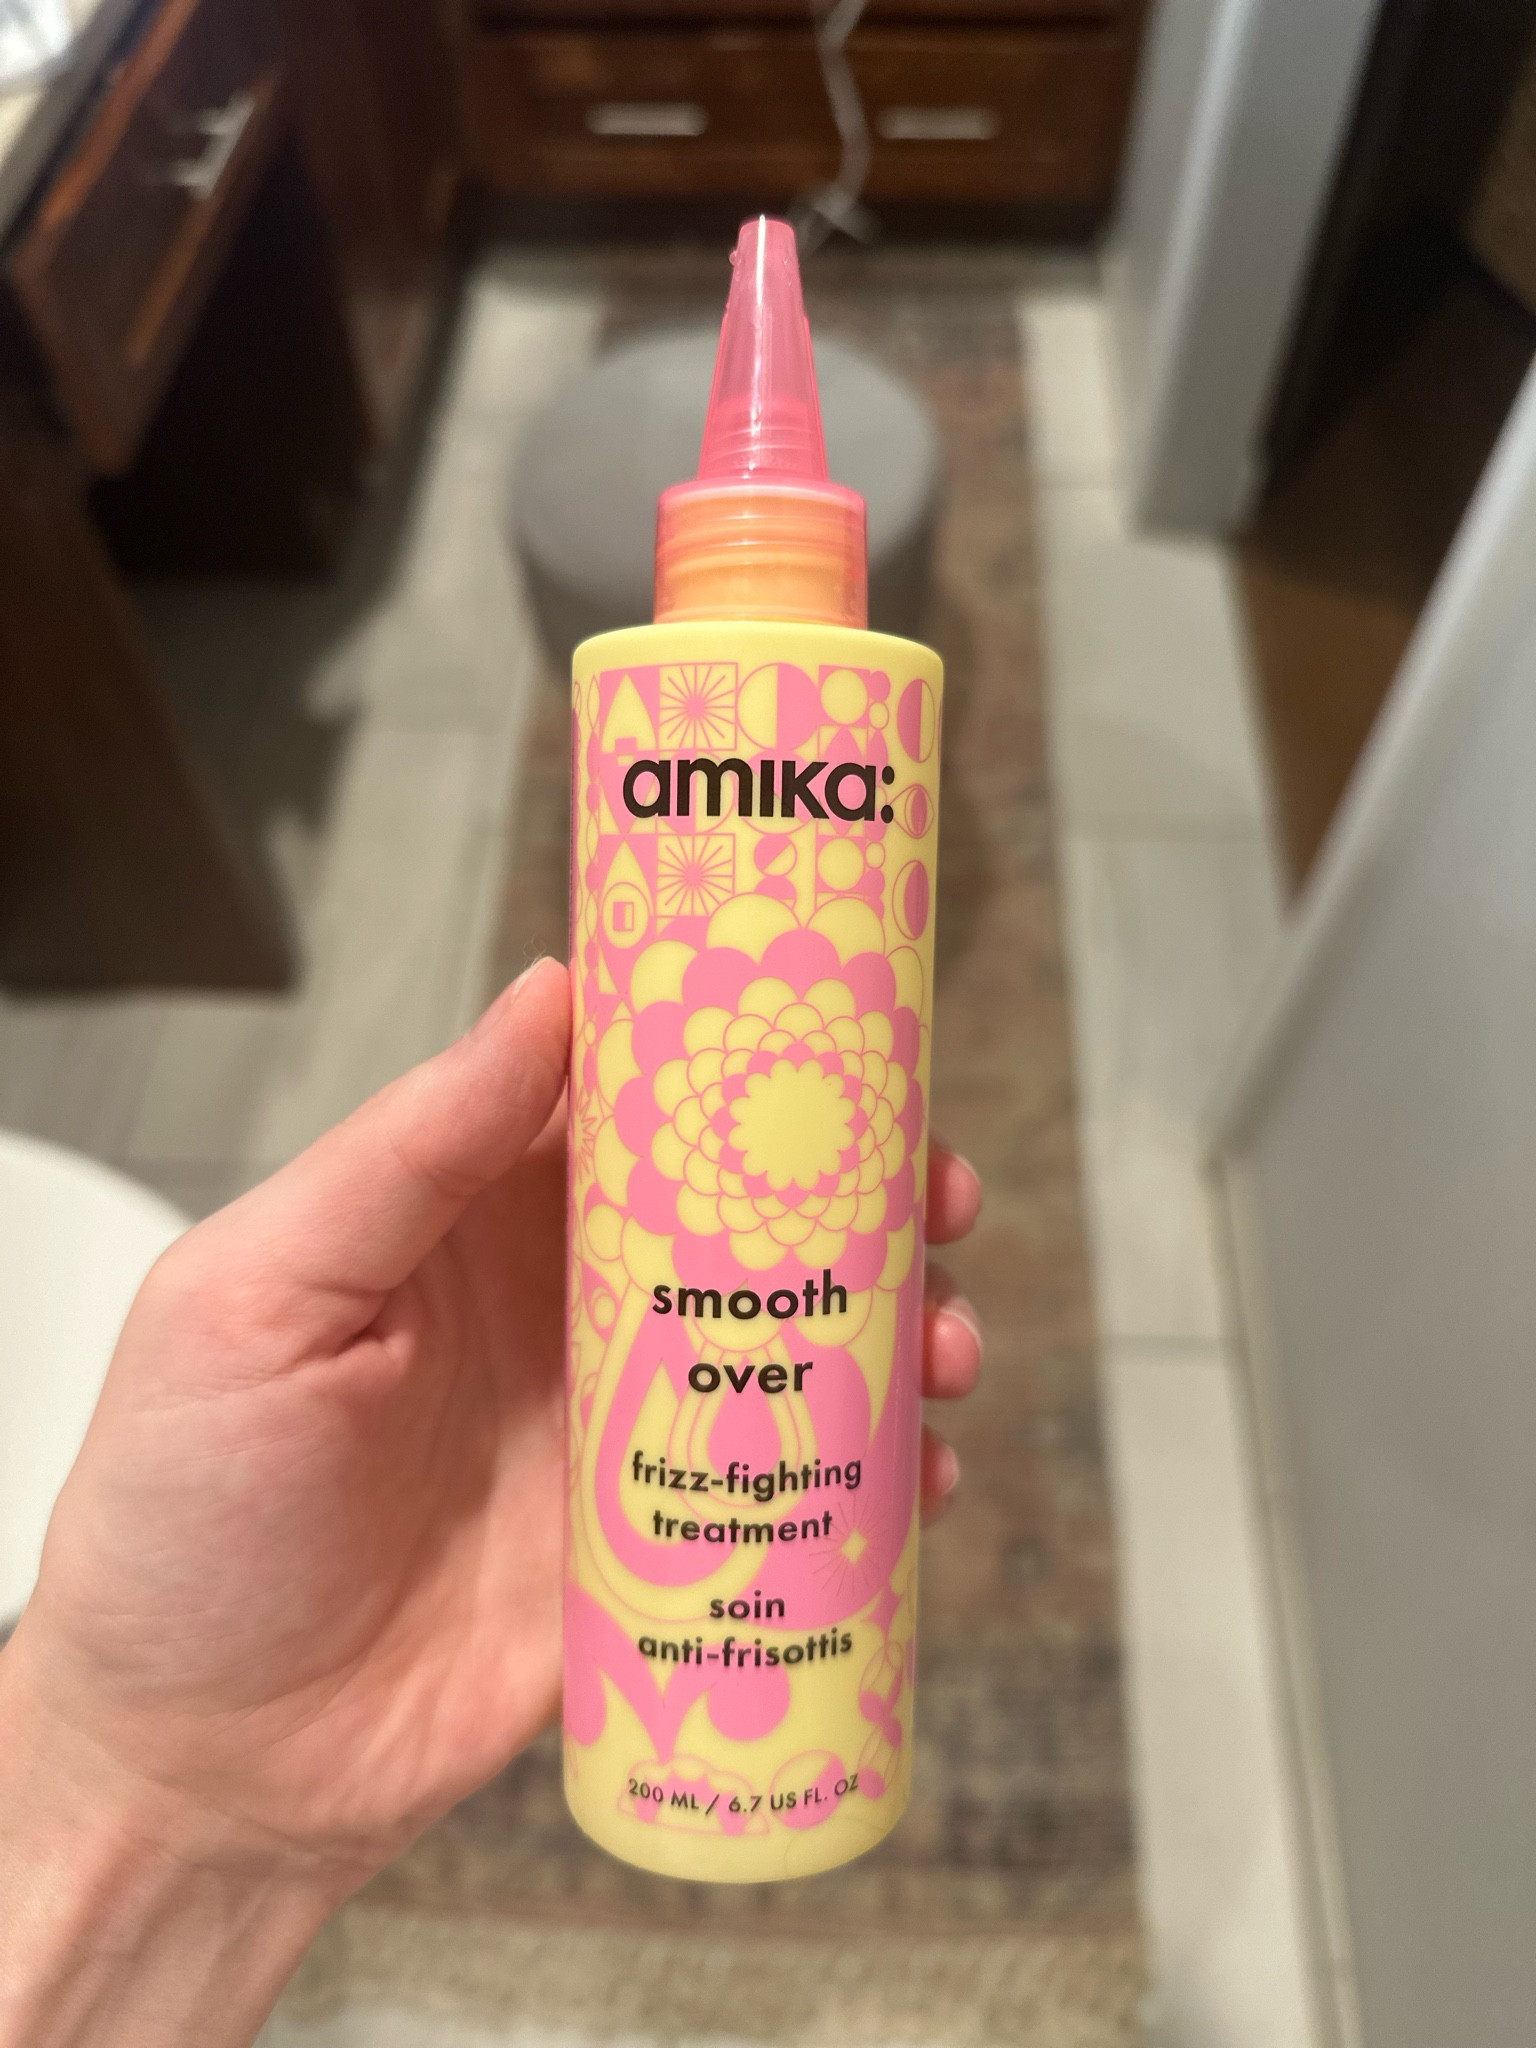 amika:
smooth
over
frizz-fighting
treatment
soin
anti-frisottis
200 ML / 6.7 US FL. OZ